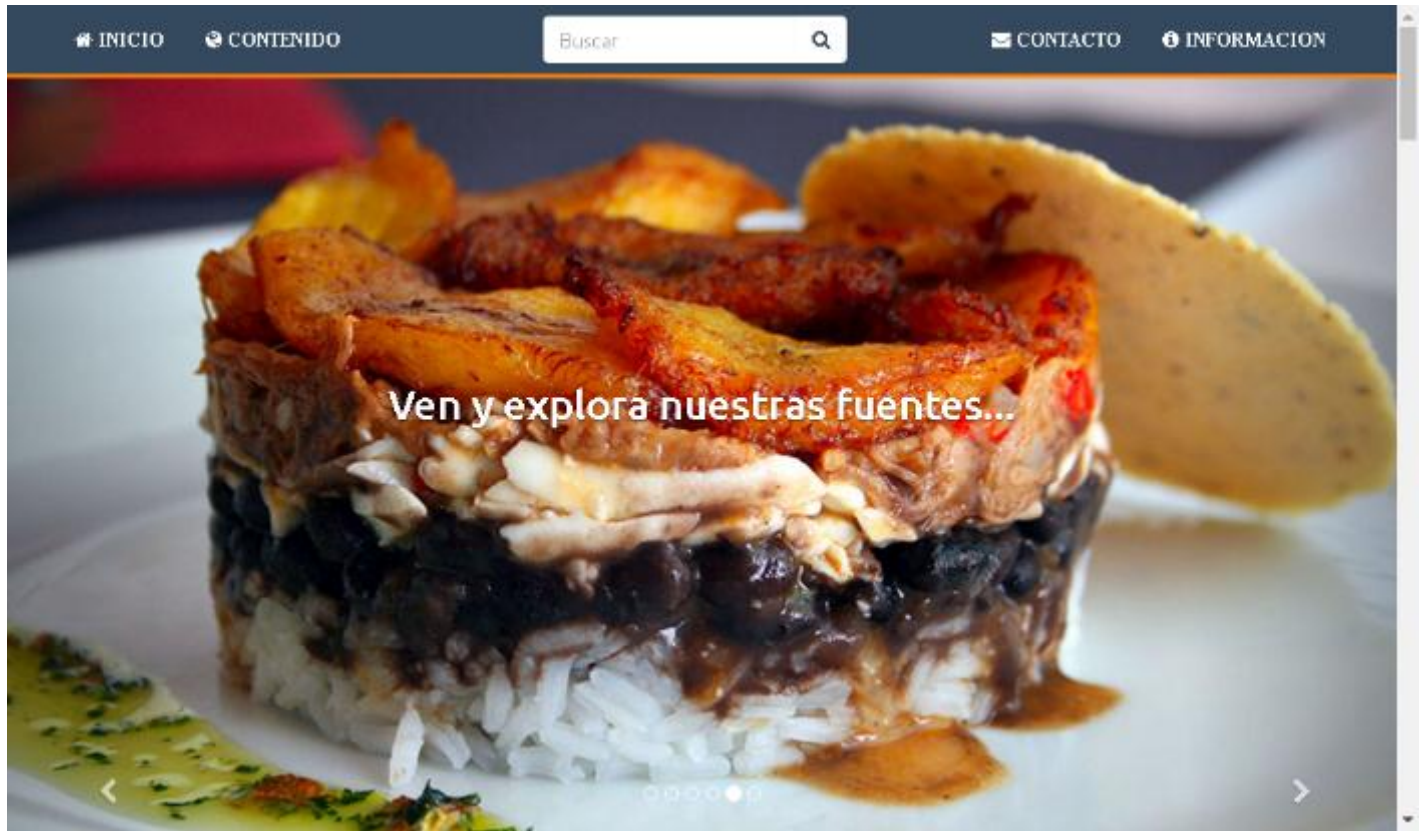 INICIO CONTENIDO Buscar CONTACTO INFORMACION
Ven y explora nuestras fuentes...